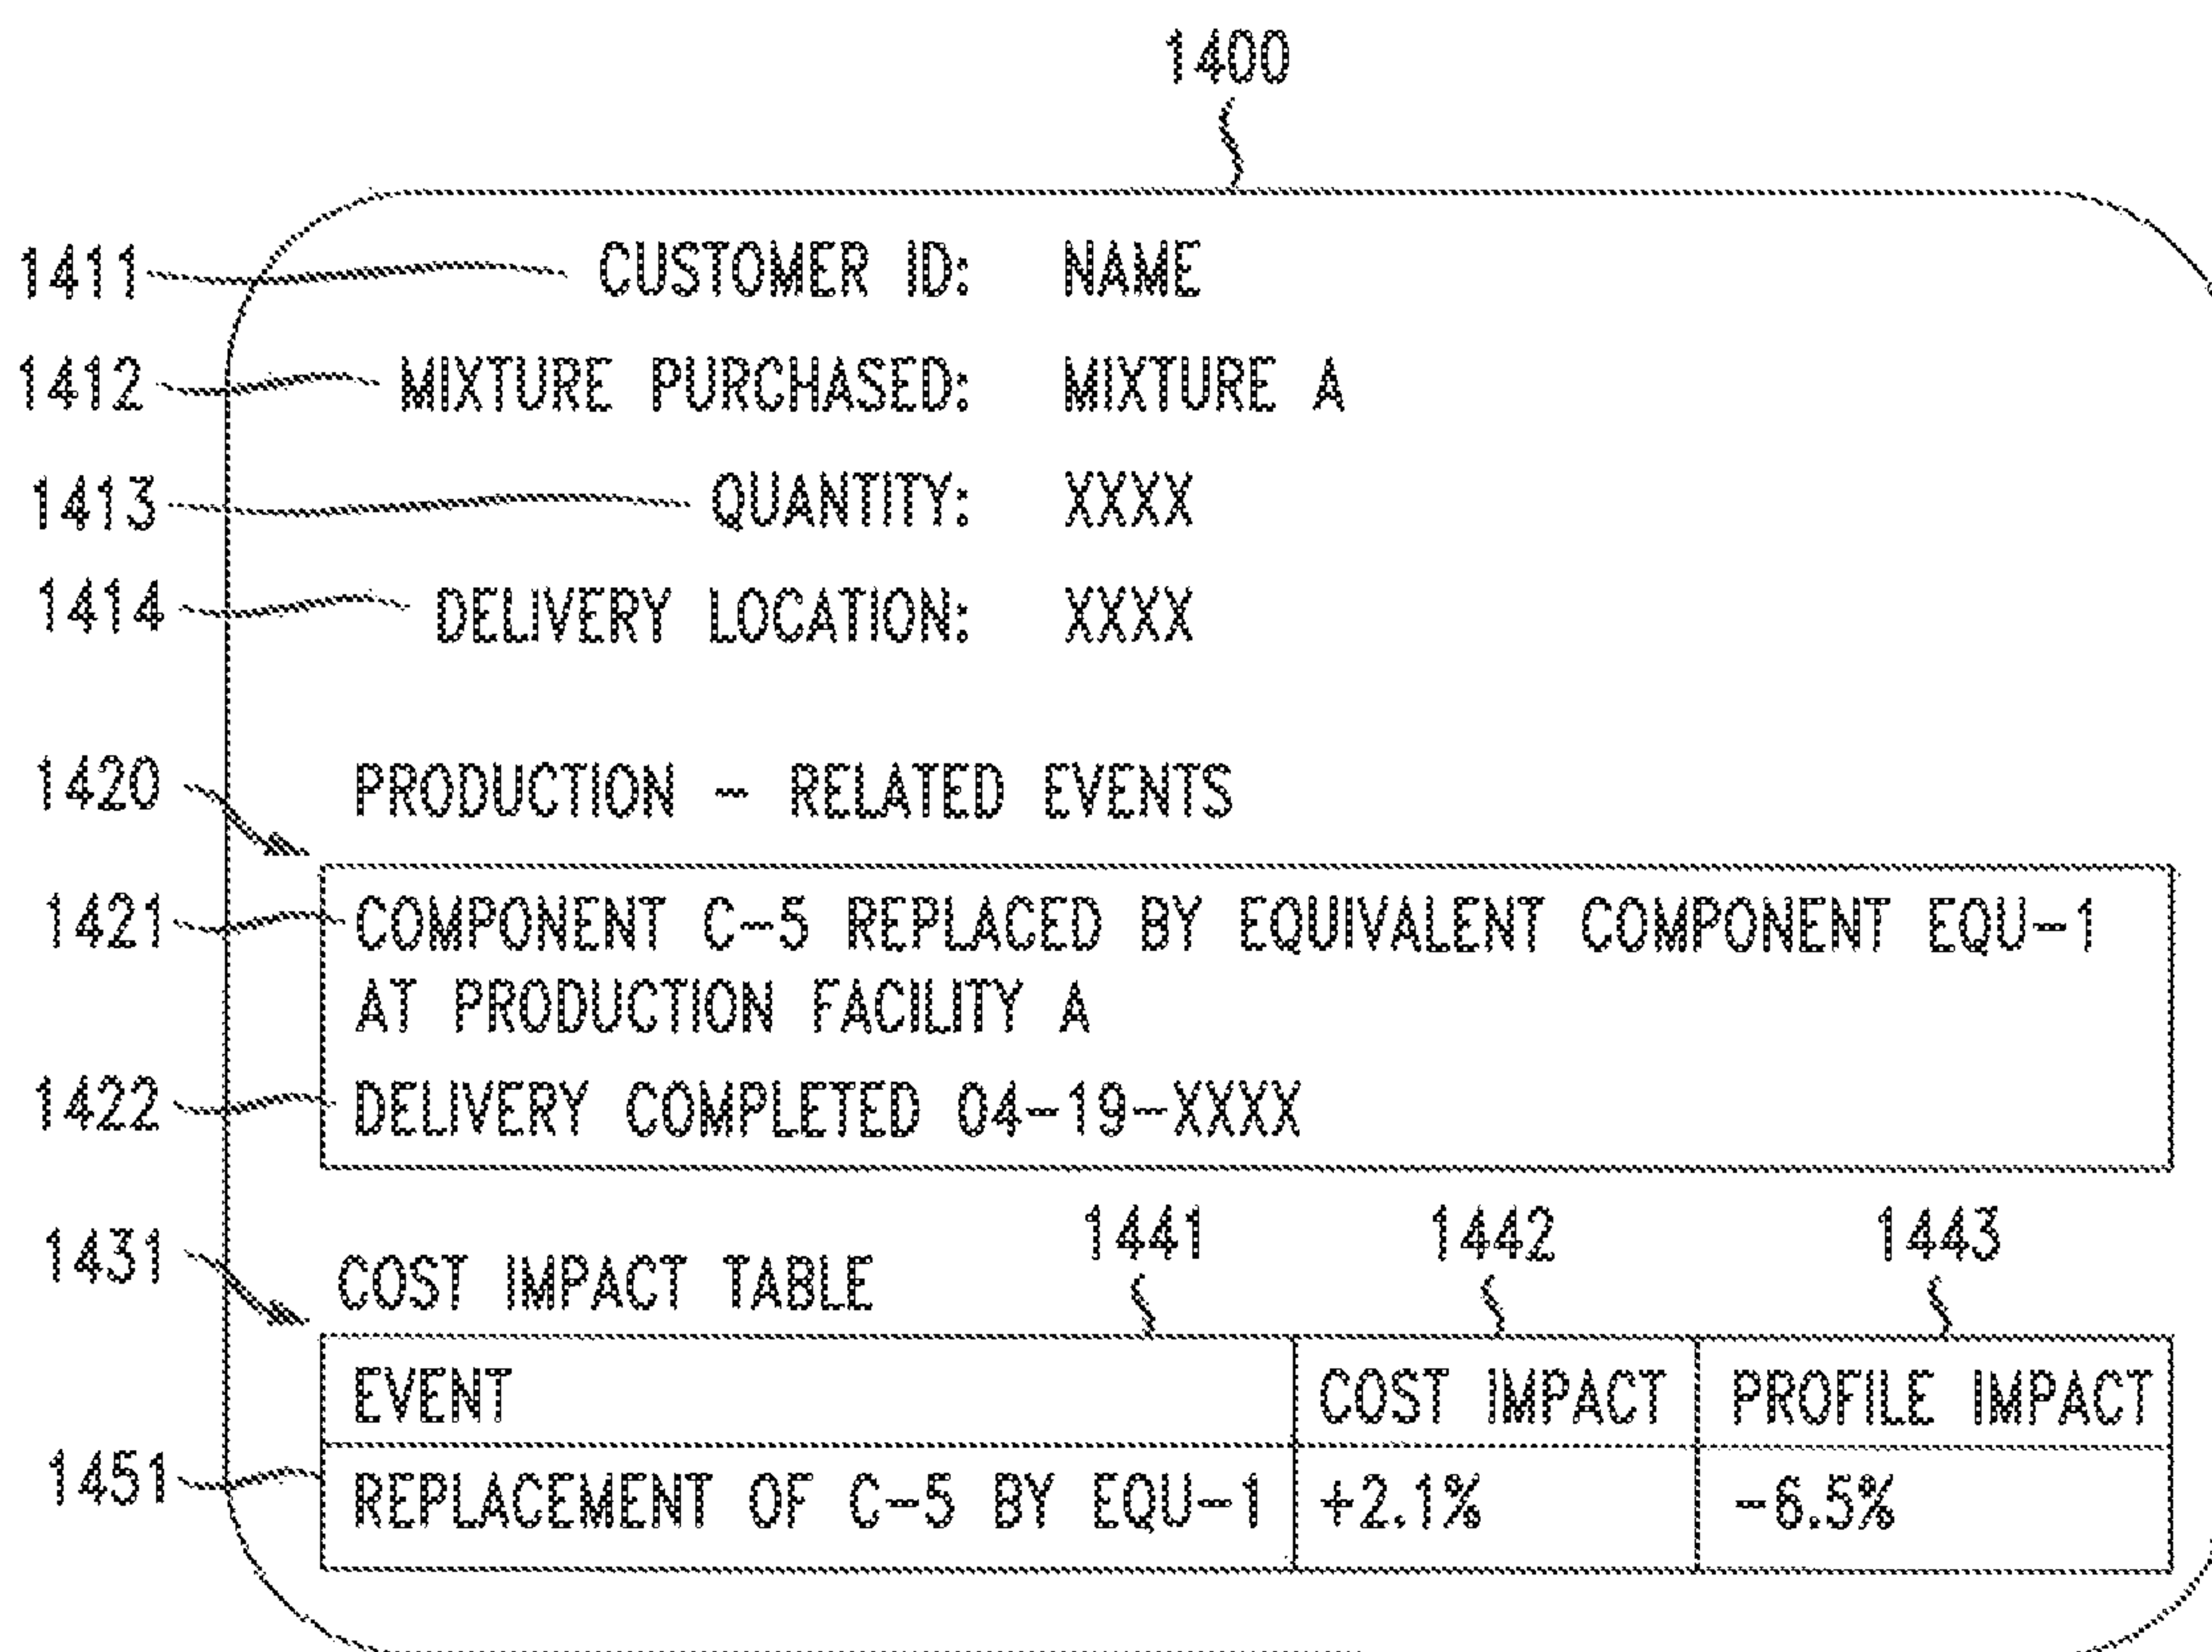 1400
1411 CUSTOMER ID: NAME
1412 MIXTURE PURCHASED: MIXTURE A
1413 QUANTITY: XXXX
1414 DELIVERY LOCATION: XXXX
1420 PRODUCTION - RELATED EVENTS
1421 COMPONENT C-5 REPLACED BY EQUIVALENT COMPONENT EQU-1
AT PRODUCTION FACILITY A
1422 DELIVERY COMPLETED 04-19-XXXX
1441 1442 1443
1431 COST IMPACT TABLE
EVENT COST IMPACT PROFILE IMPACT
1451 REPLACEMENT OF C-5 BY EQU-1 +2.1% -6.5%